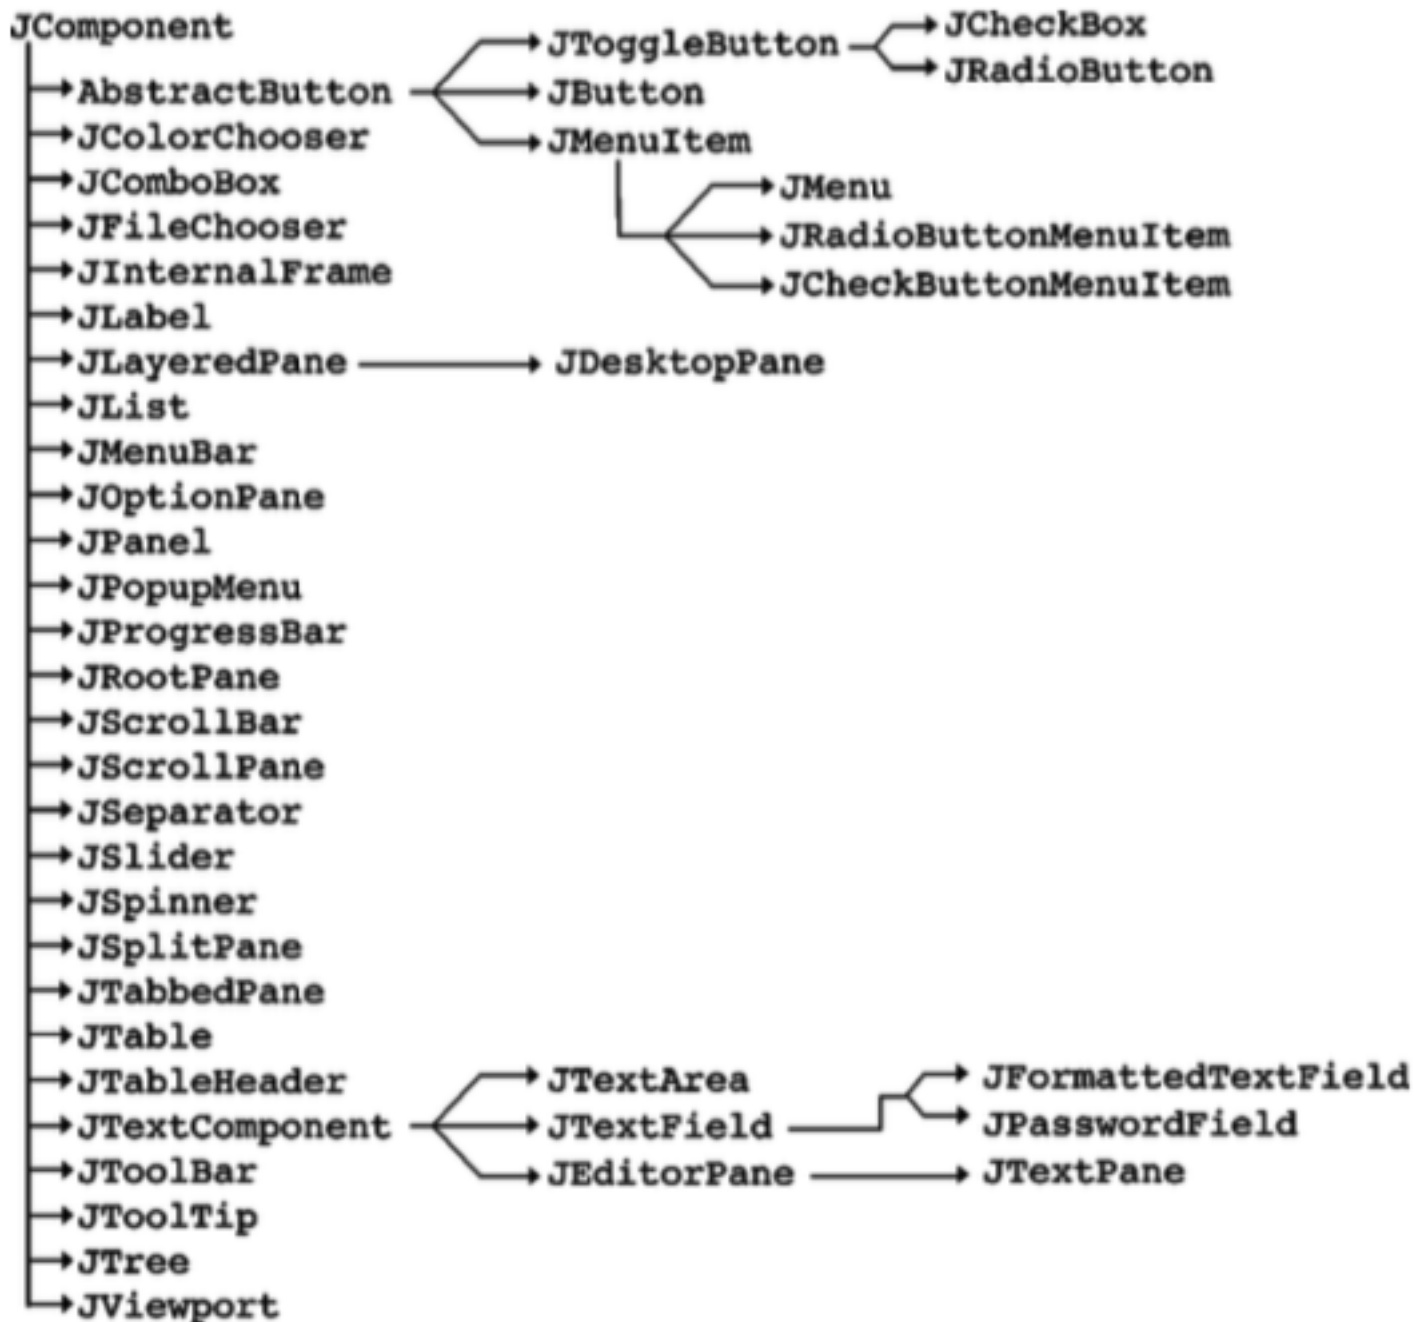 JComponent
JToggleButton
JCheckBox
JRadioButton
AbstractButton
JButton
JColorChooser
JMenuItem
JComboBox
JMenu
JFileChooser
JRadioButtonMenuItem
JInternalFrame
JCheckButtonMenuItem
JLabel
JLayeredPane
JDesktopPane
JList
JMenuBar
JOptionPane
JPanel
JPopupMenu
JProgressBar
JRootPane
JScrollBar
JScrollPane
JSeparator
JSlider
JSpinner
JSplitPane
JTabbedPane
JTable
JTableHeader
JTextArea
JFormattedTextField
JTextComponent
JTextField
JPasswordField
JToolBar
JEditorPane
JTextPane
JToolTip
JTree
JViewport